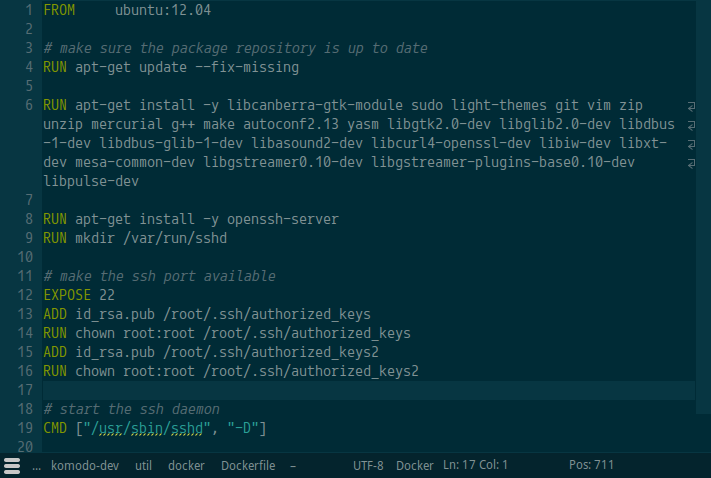 1 FROM     ubuntu:12.04
2
3 # make sure the package repository is up to date
4 RUN apt-get update --fix-missing
5
6 RUN apt-get install -y libcanberra-gtk-module sudo light-themes git vim zip
unzip mercurial g++ make autoconf2.13 yasm libgtk2.0-dev libglib2.0-dev libdbus
-1-dev libdbus-glib-1-dev libasound2-dev libcurl4-openssl-dev libiw-dev libxt-
dev mesa-common-dev libgstreamer0.10-dev libgstreamer-plugins-base0.10-dev
libpulse-dev
7
8 RUN apt-get install -y openssh-server
9 RUN mkdir /var/run/sshd
10
11 # make the ssh port available
12 EXPOSE 22
13 ADD id_rsa.pub /root/.ssh/authorized_keys
14 RUN chown root:root /root/.ssh/authorized_keys
15 ADD id_rsa.pub /root/.ssh/authorized_keys2
16 RUN chown root:root /root/.ssh/authorized_keys2
17
18 # start the ssh daemon
19 CMD ["/usr/sbin/sshd", "-D"]
20
... komodo-dev util docker Dockerfile – UTF-8 Docker Ln: 17 Col: 1 Pos: 711